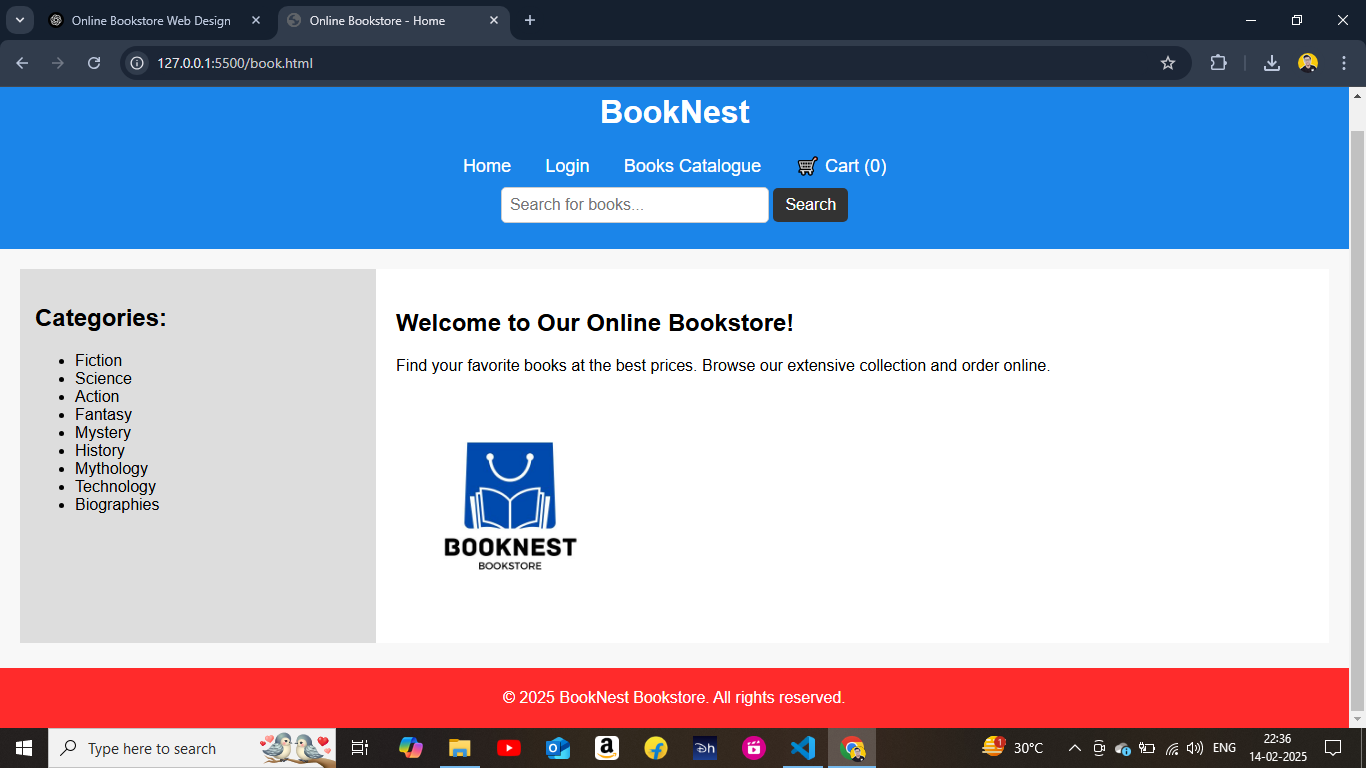 Online Bookstore Web Design
Online Bookstore - Home
127.0.0.1:5500/book.html
BookNest
Home Login Books Catalogue Cart (0)
Search for books... Search
Categories:
Fiction
Science
Action
Fantasy
Mystery
History
Mythology
Technology
Biographies
Welcome to Our Online Bookstore!
Find your favorite books at the best prices. Browse our extensive collection and order online.
BOOKNEST
BOOKSTORE
© 2025 BookNest Bookstore. All rights reserved.
Type here to search
a
Dh
1
30°C
ENG
22:36
14-02-2025